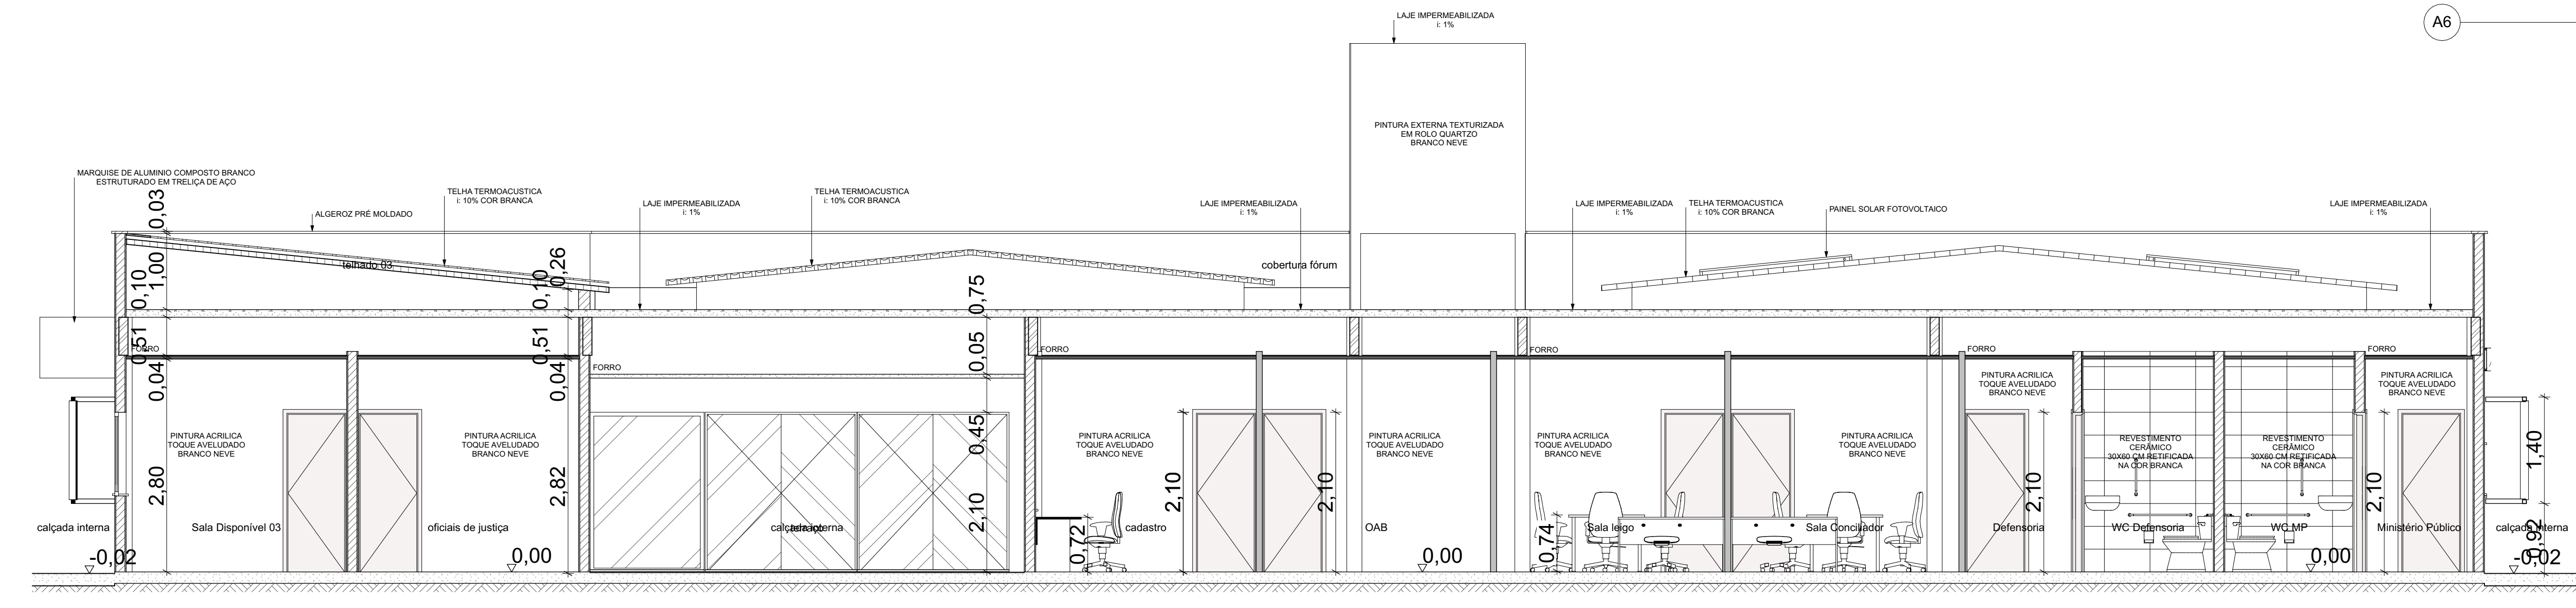 LAJE IMPERMEABILIZADA
i: 1%
A6
PINTURA EXTERNA TEXTURIZADA
EM ROLO QUARTZO
BRANCO NEVE
MARQUISE DE ALUMINIO COMPOSTO BRANCO
ESTRUTURADO EM TRELIÇA DE AÇO
0,03
ALGEROZ PRÉ MOLDADO
TELHA TERMOACUSTICA
i: 10% COR BRANCA
LAJE IMPERMEABILIZADA
i: 1%
TELHA TERMOACUSTICA
i: 10% COR BRANCA
LAJE IMPERMEABILIZADA
i: 1%
LAJE IMPERMEABILIZADA
i: 1%
TELHA TERMOACUSTICA
i: 10% COR BRANCA
PAINEL SOLAR FOTOVOLTAICO
LAJE IMPERMEABILIZADA
i: 1%
0,10
1,00
telhado 03
0,10
0,26
0,75
cobertura fórum
0,51
FORRO
0,04
0,51
0,04
FORRO
0,05
FORRO
FORRO
FORRO
FORRO
PINTURA ACRILICA
TOQUE AVELUDADO
BRANCO NEVE
PINTURA ACRILICA
TOQUE AVELUDADO
BRANCO NEVE
PINTURA ACRILICA
TOQUE AVELUDADO
BRANCO NEVE
PINTURA ACRILICA
TOQUE AVELUDADO
BRANCO NEVE
0,45
PINTURA ACRILICA
TOQUE AVELUDADO
BRANCO NEVE
PINTURA ACRILICA
TOQUE AVELUDADO
BRANCO NEVE
PINTURA ACRILICA
TOQUE AVELUDADO
BRANCO NEVE
PINTURA ACRILICA
TOQUE AVELUDADO
BRANCO NEVE
REVESTIMENTO
CERÂMICO
30X60 CM RETIFICADA
NA COR BRANCA
REVESTIMENTO
CERÂMICO
30X60 CM RETIFICADA
NA COR BRANCA
1,40
2,80
2,82
2,10
2,10
2,10
2,10
2,10
calçada interna
Sala Disponível 03
oficiais de justiça
calçada interna
terraço
0,72
cadastro
OAB
0,74
Sala leigo
Sala Conciliador
Defensoria
WC Defensoria
WC MP
Ministério Público
calçada interna
0,92
-0,02
0,00
0,00
0,00
-0,02